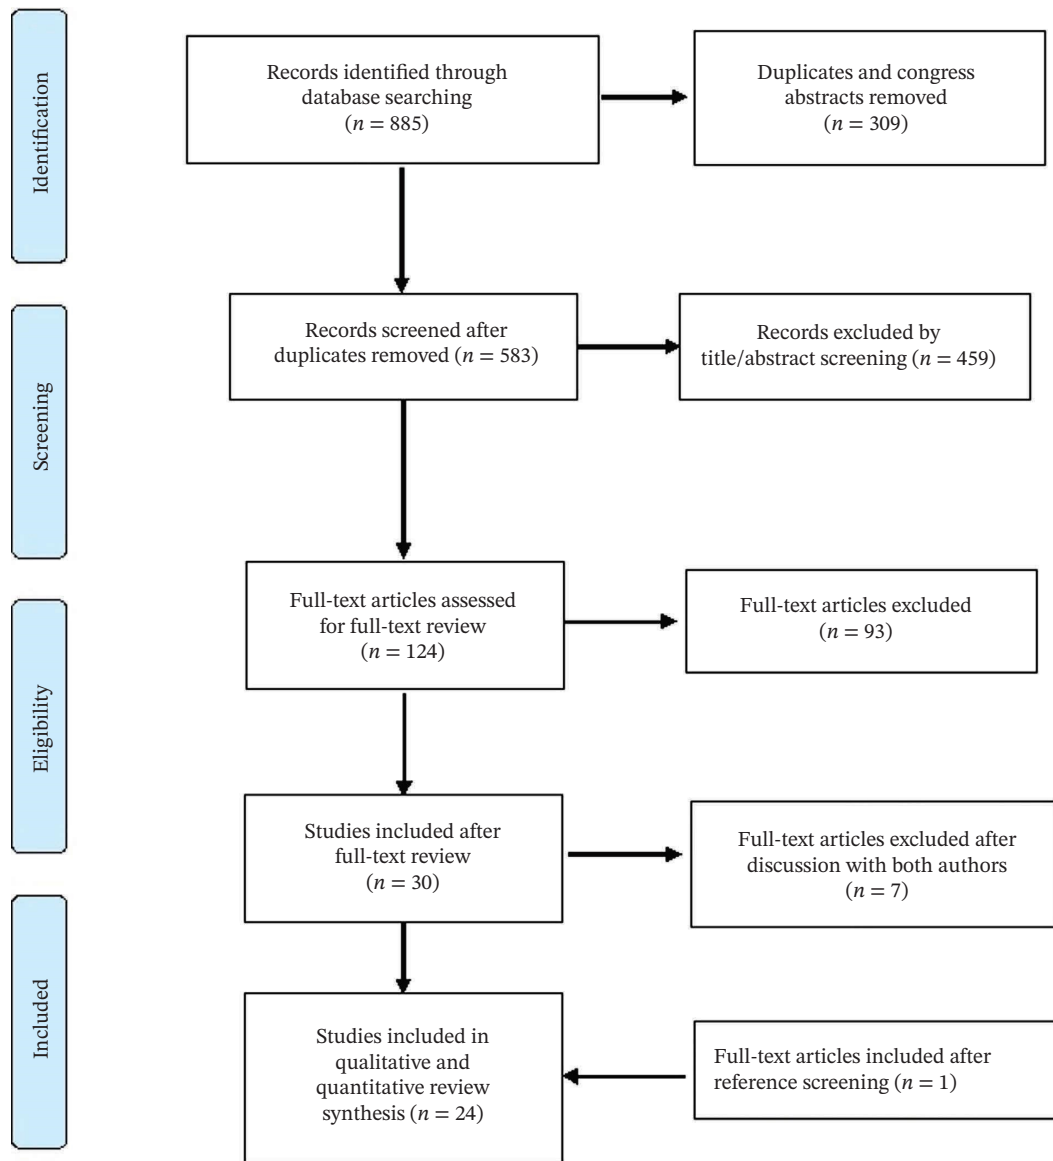 Identification
Records identified through
database searching
(n = 885)
Duplicates and congress
abstracts removed
(n = 309)
Screening
Records screened after
duplicates removed (n = 583)
Records excluded by
title/abstract screening (n = 459)
Eligibility
Full-text articles assessed
for full-text review
(n = 124)
Full-text articles excluded
(n = 93)
Studies included after
full-text review
(n = 30)
Full-text articles excluded after
discussion with both authors
(n = 7)
Included
Studies included in
qualitative and
quantitative review
synthesis (n = 24)
Full-text articles included after
reference screening (n = 1)